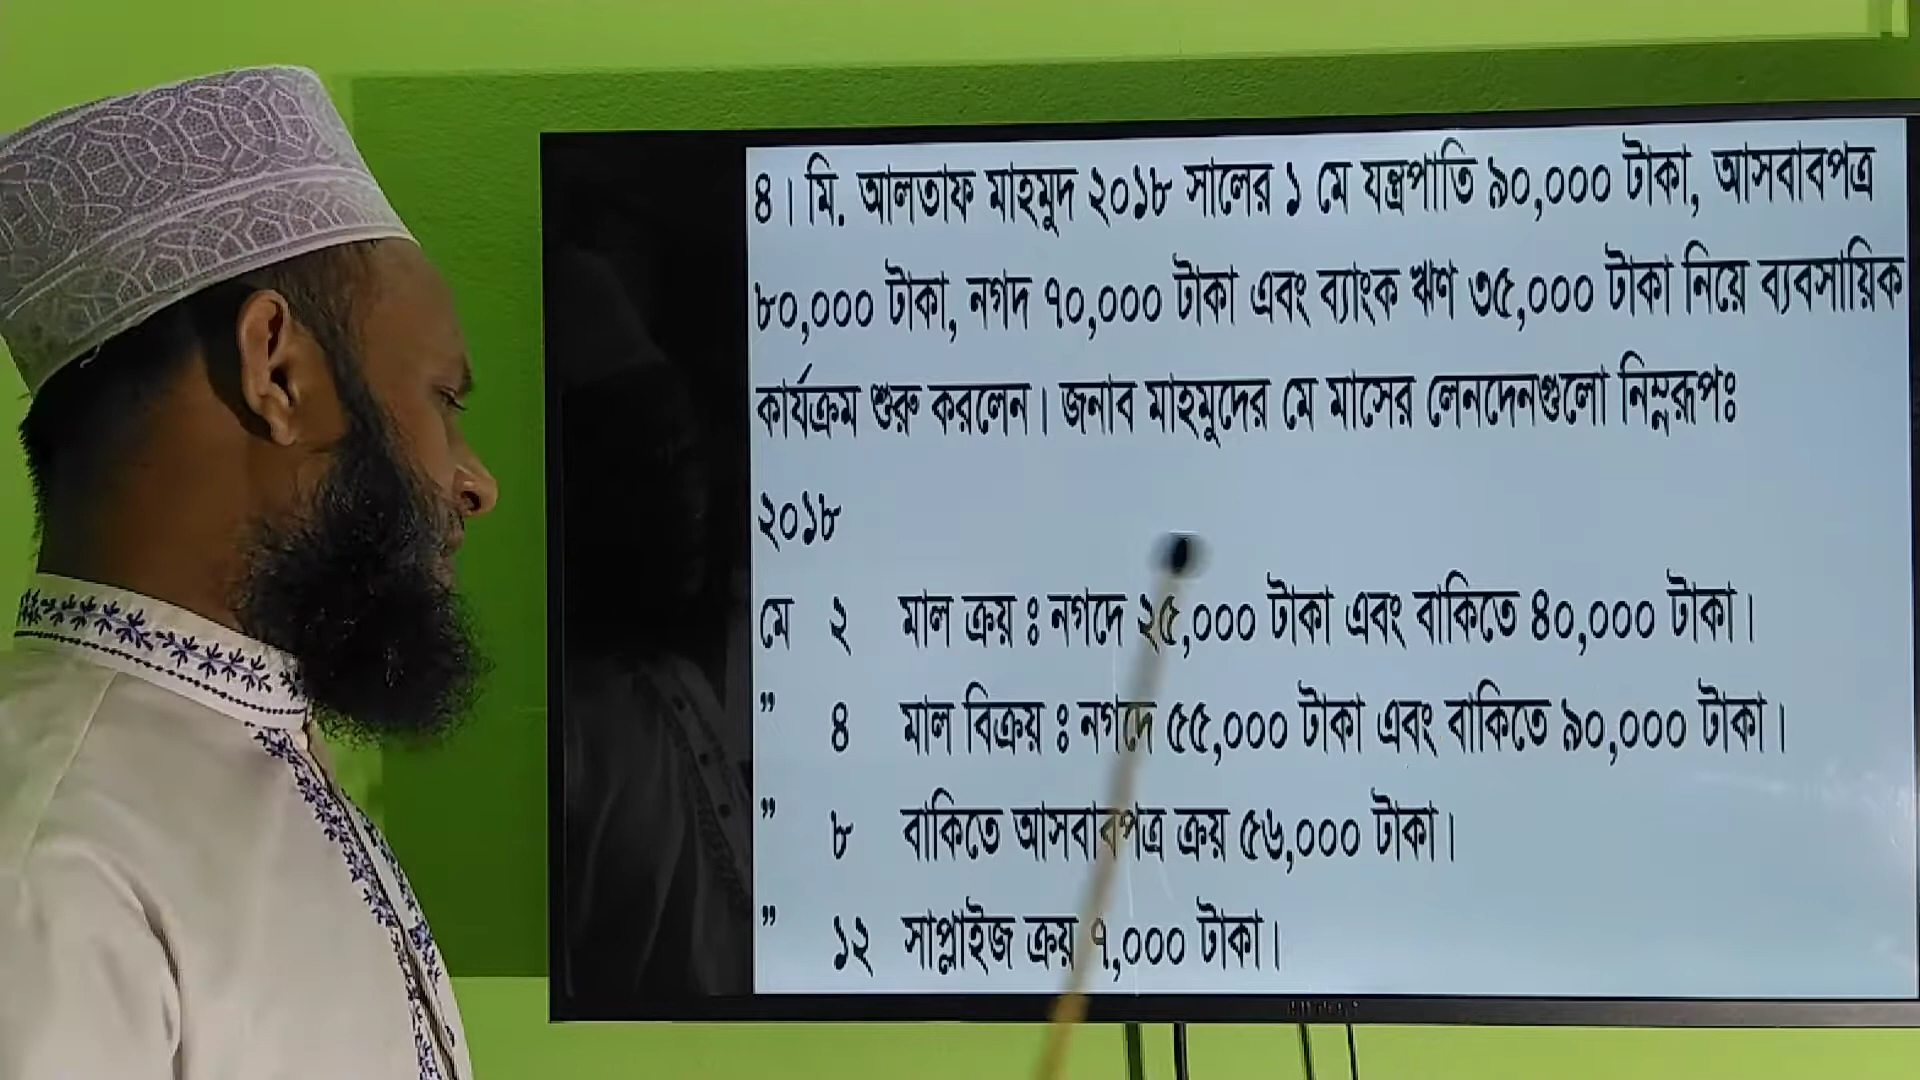 ৪। মি. আলতাফ মাহমুদ ২০১৮ সালের ১ মে যন্ত্রপাতি ৯০,০০০ টাকা, আসবাবপত্র
৮০,০০০ টাকা, নগদ ৭০,০০০ টাকা এবং ব্যাংক ঋণ ৩৫,০০০ টাকা নিয়ে ব্যবসায়িক
কার্যক্রম শুরু করলেন। জনাব মাহমুদের মে মাসের লেনদেনগুলো নিম্নরূপঃ
২০১৮
মে ২ মাল ক্রয় ঃ নগদে ২৫,০০০ টাকা এবং বাকিতে ৪০,০০০ টাকা।
” ৪ মাল বিক্রয় ঃ নগদে ৫৫,০০০ টাকা এবং বাকিতে ৯০,০০০ টাকা।
” ৮ বাকিতে আসবাবপত্র ক্রয় ৫৬,০০০ টাকা।
” ১২ সাপ্লাইজ ক্রয় ৭,০০০ টাকা।